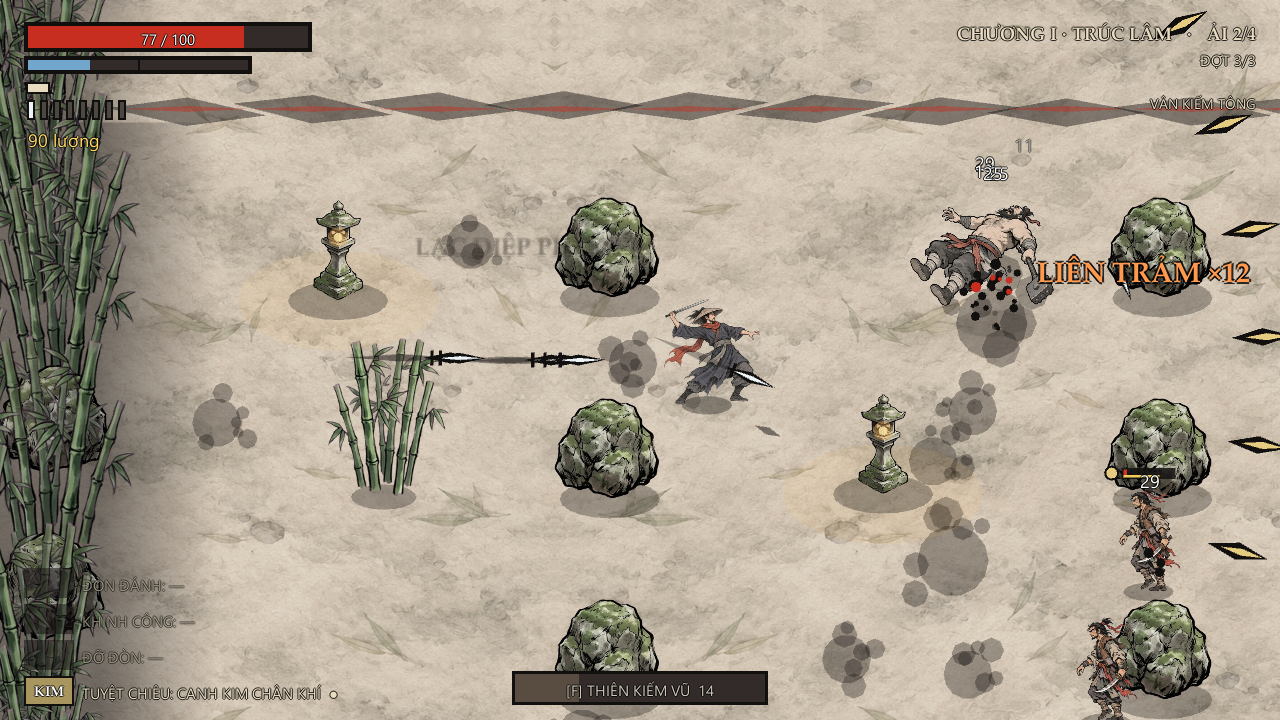 77 / 100
90 lượng
CHƯƠNG I · TRÚC LÂM · ẢI 2/4
ĐỢT 3/3
VÂN KIẾM TÔNG
11
29
LIÊN TRẢM ×12
29
ĐÒN ĐÁNH: —
KHINH CÔNG: —
ĐỠ ĐÒN: —
KIM TUYỆT CHIÊU: CANH KIM CHÂN KHÍ
[F] THIÊN KIẾM VŨ 14